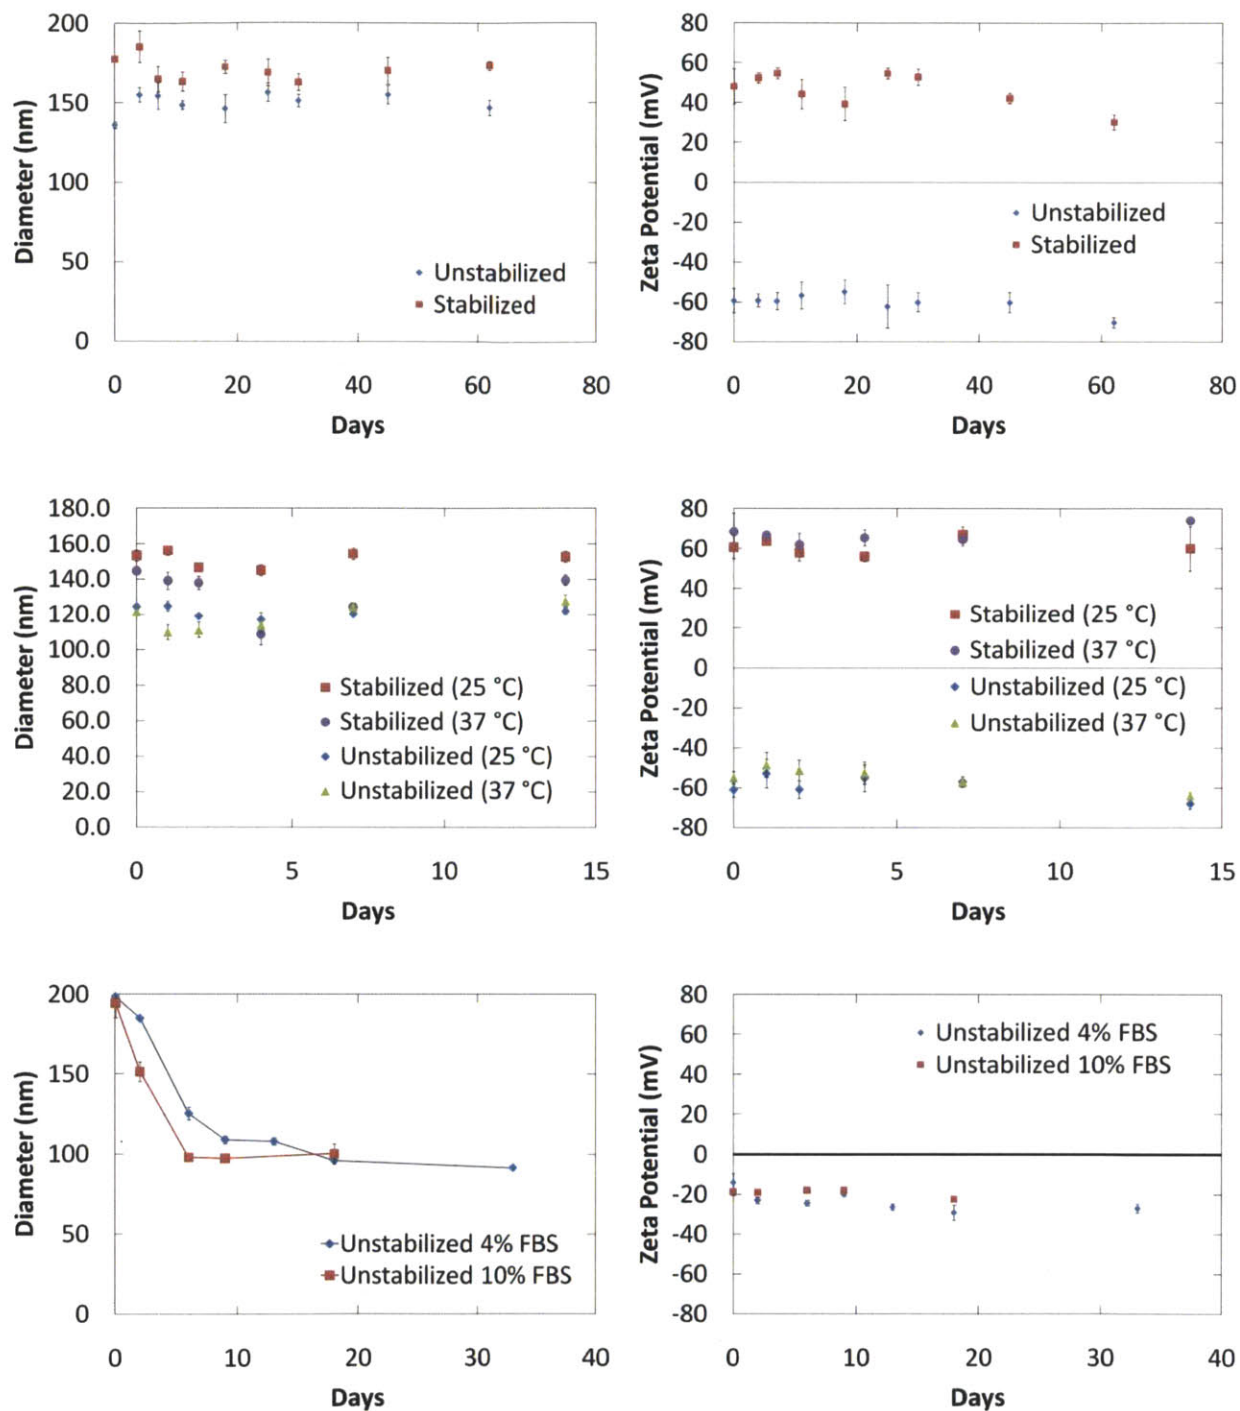 200
150
100
50
0
Diameter (nm)
Unstabilized
Stabilized
0 20 40 60 80
Days
80
60
40
20
0
-20
-40
-60
-80
Zeta Potential (mV)
Unstabilized
Stabilized
0 20 40 60 80
Days
180.0
160.0
140.0
120.0
100.0
80.0
60.0
40.0
20.0
0.0
Diameter (nm)
Stabilized (25 °C)
Stabilized (37 °C)
Unstabilized (25 °C)
Unstabilized (37 °C)
0 5 10 15
Days
80
60
40
20
0
-20
-40
-60
-80
Zeta Potential (mV)
Stabilized (25 °C)
Stabilized (37 °C)
Unstabilized (25 °C)
Unstabilized (37 °C)
0 5 10 15
Days
200
150
100
50
0
Diameter (nm)
Unstabilized 4% FBS
Unstabilized 10% FBS
0 10 20 30 40
Days
80
60
40
20
0
-20
-40
-60
-80
Zeta Potential (mV)
Unstabilized 4% FBS
Unstabilized 10% FBS
0 10 20 30 40
Days